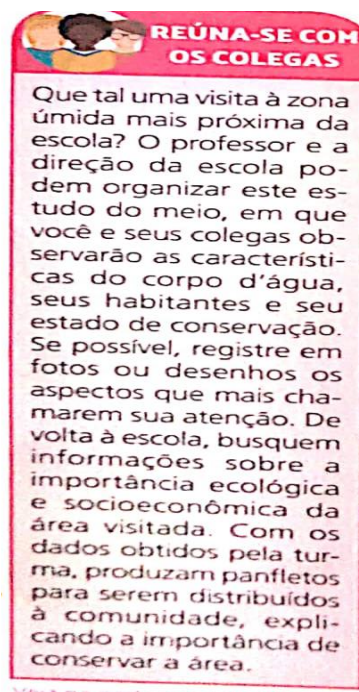 REÚNA-SE COM
OS COLEGAS
Que tal uma visita à zona
úmida mais próxima da
escola? O professor e a
direção da escola po-
dem organizar este es-
tudo do meio, em que
você e seus colegas ob-
servarão as característi-
cas do corpo d'água,
seus habitantes e seu
estado de conservação.
Se possível, registre em
fotos ou desenhos os
aspectos que mais cha-
marem sua atenção. De
volta à escola, busquem
informações sobre a
importância ecológica
e socioeconômica da
área visitada. Com os
dados obtidos pela tur-
ma, produzam panfletos
para serem distribuídos
à comunidade, expli-
cando a importância de
conservar a área.